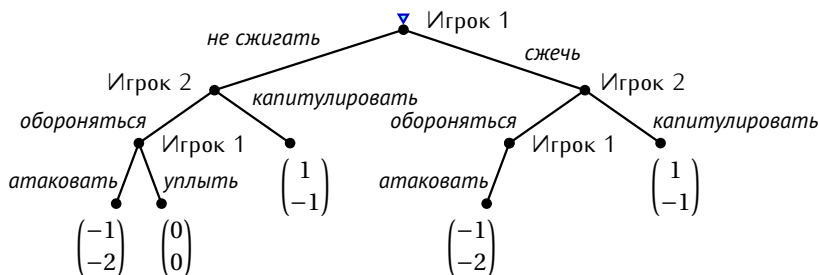 Игрок 1
не сжигать
сжечь
Игрок 2
Игрок 2
капитулировать
обороняться
обороняться
капитулировать
Игрок 1
Игрок 1
атаковать
уплыть
атаковать
1
−1
1
−1
−1
−2
0
0
−1
−2